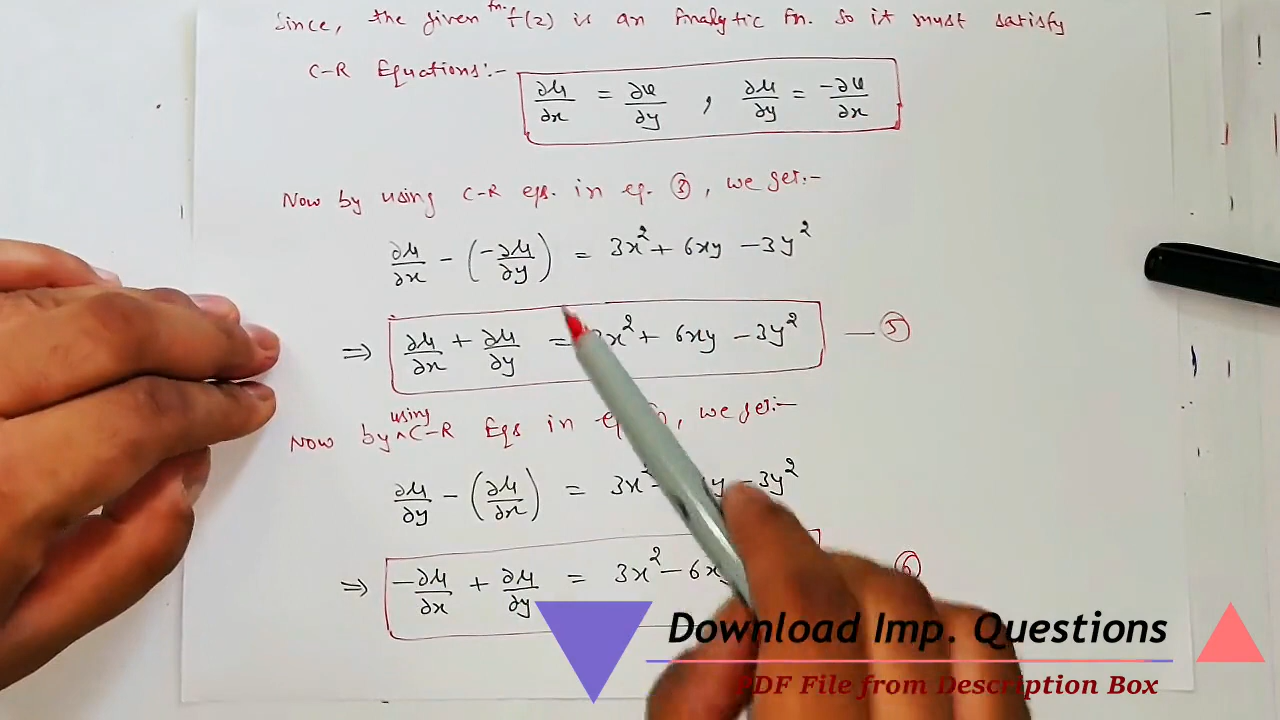 Since, the given fn. f(z) is an Analytic fn. so it must satisfy
C-R Equations:-
∂u/∂x = ∂v/∂y , ∂u/∂y = -∂v/∂x
Now by using C-R eqs. in eq. ③, we get:-
∂u/∂x - (-∂u/∂y) = 3x² + 6xy - 3y²
⇒ ∂u/∂x + ∂u/∂y = 3x² + 6xy - 3y² — ⑤
Now by using C-R Eqs in we get:-
∂u/∂y - (∂u/∂x) = 3x² - 3y²
⇒ -∂u/∂x + ∂u/∂y = 3x² - 6x ⑥
Download Imp. Questions
PDF File from Description Box